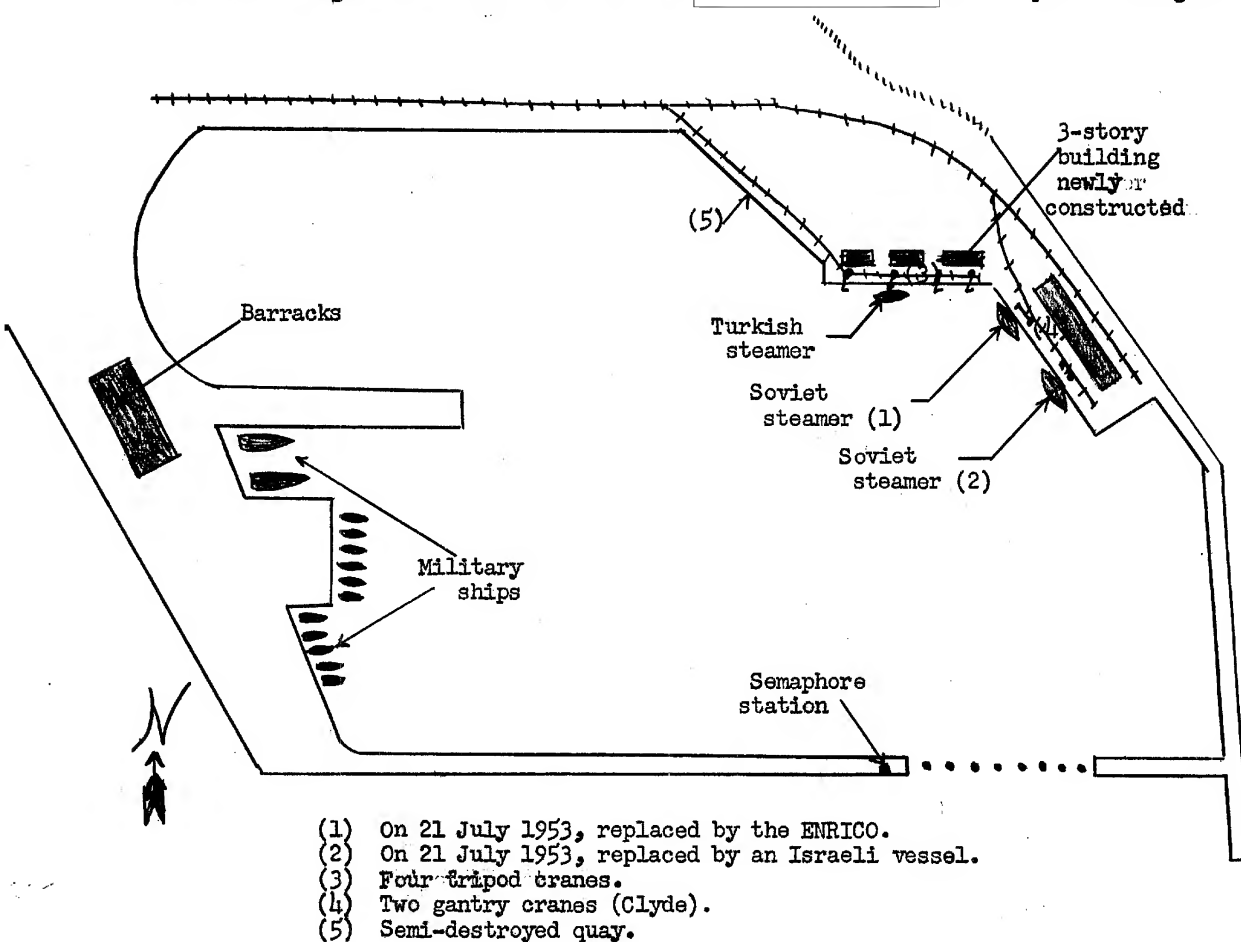 3-story
building
newly
constructed
(5)
(3)
Barracks
Turkish
steamer
(4)
Soviet
steamer (1)
Soviet
steamer (2)
Military
ships
Semaphore
station
N
(1) On 21 July 1953, replaced by the ENRICO.
(2) On 21 July 1953, replaced by an Israeli vessel.
(3) Four tripod cranes.
(4) Two gantry cranes (Clyde).
(5) Semi-destroyed quay.